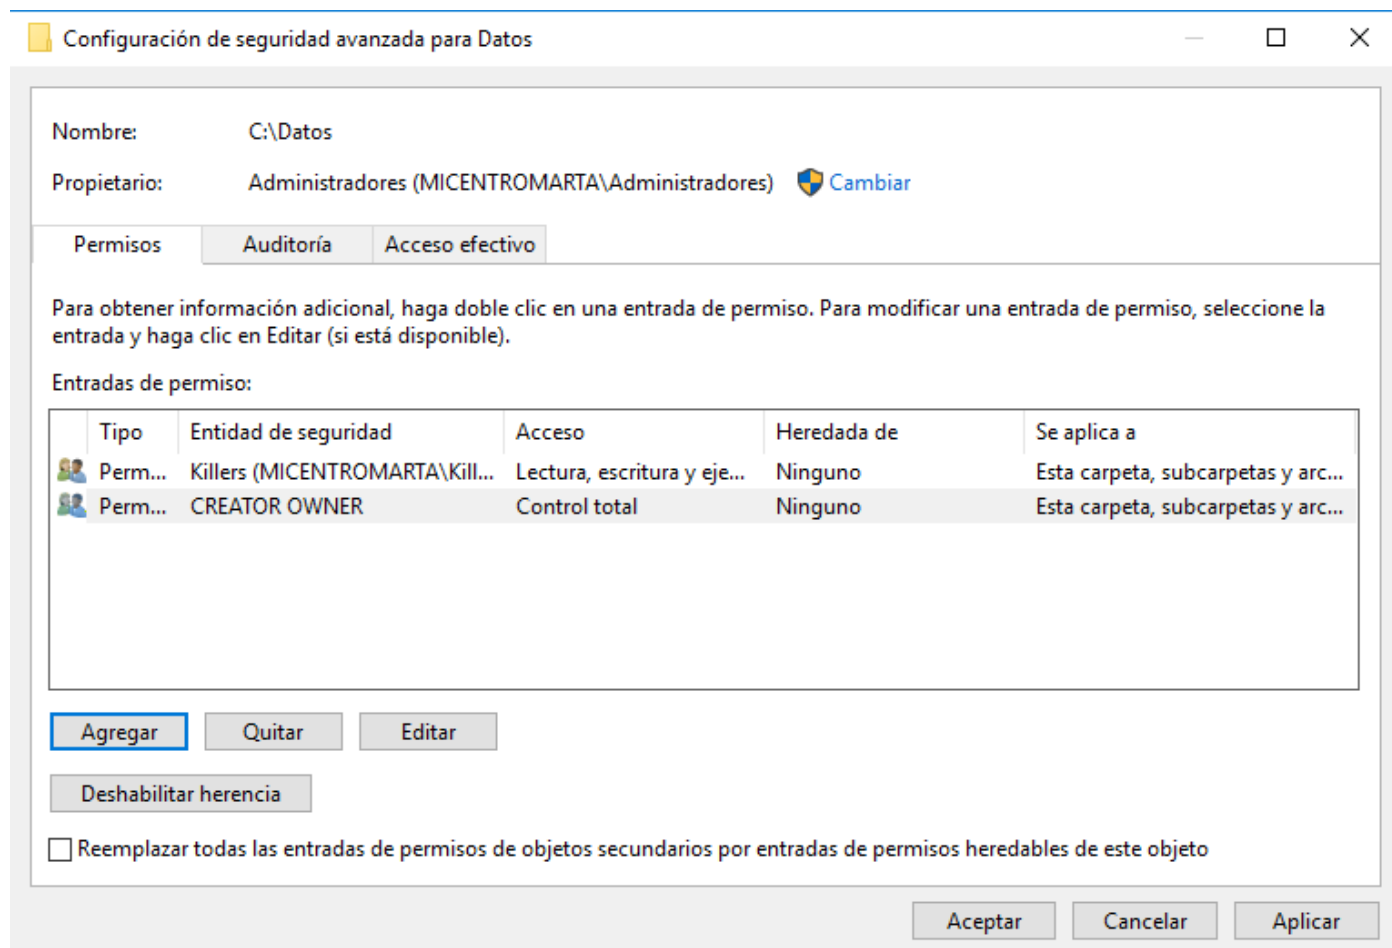 Configuración de seguridad avanzada para Datos
Nombre: C:\Datos
Propietario: Administradores (MICENTROMARTA\Administradores) Cambiar
Permisos Auditoría Acceso efectivo
Para obtener información adicional, haga doble clic en una entrada de permiso. Para modificar una entrada de permiso, seleccione la
entrada y haga clic en Editar (si está disponible).
Entradas de permiso:
Tipo Entidad de seguridad Acceso Heredada de Se aplica a
Perm... Killers (MICENTROMARTA\Kill... Lectura, escritura y eje... Ninguno Esta carpeta, subcarpetas y arc...
Perm... CREATOR OWNER Control total Ninguno Esta carpeta, subcarpetas y arc...
Agregar Quitar Editar
Deshabilitar herencia
Reemplazar todas las entradas de permisos de objetos secundarios por entradas de permisos heredables de este objeto
Aceptar Cancelar Aplicar